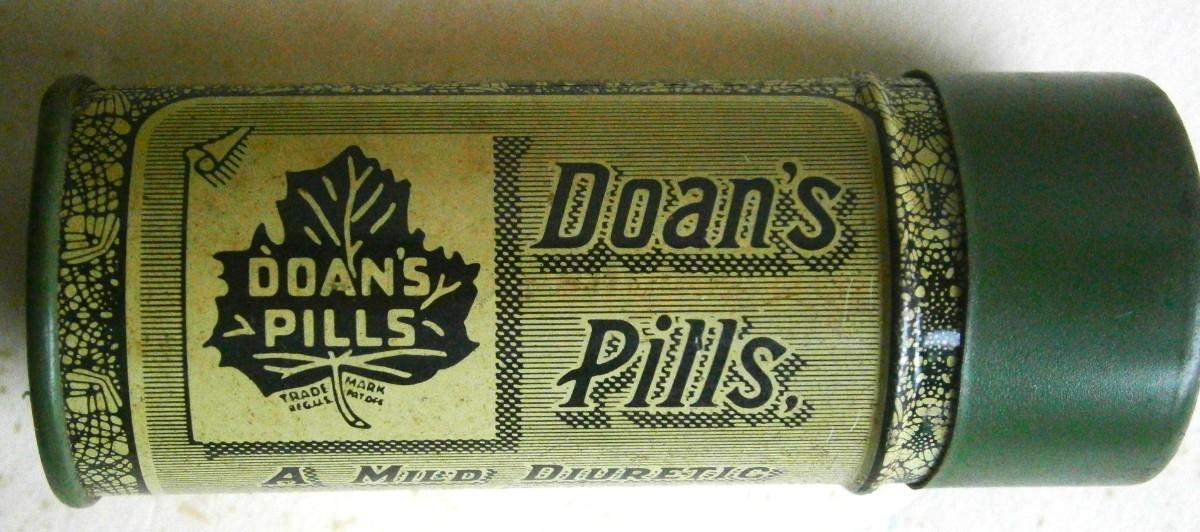 DOAN'S
PILLS
TRADE MARK
REG.U.S. PAT.OFF.
Doan's
Pills,
A MILD DIURETIC